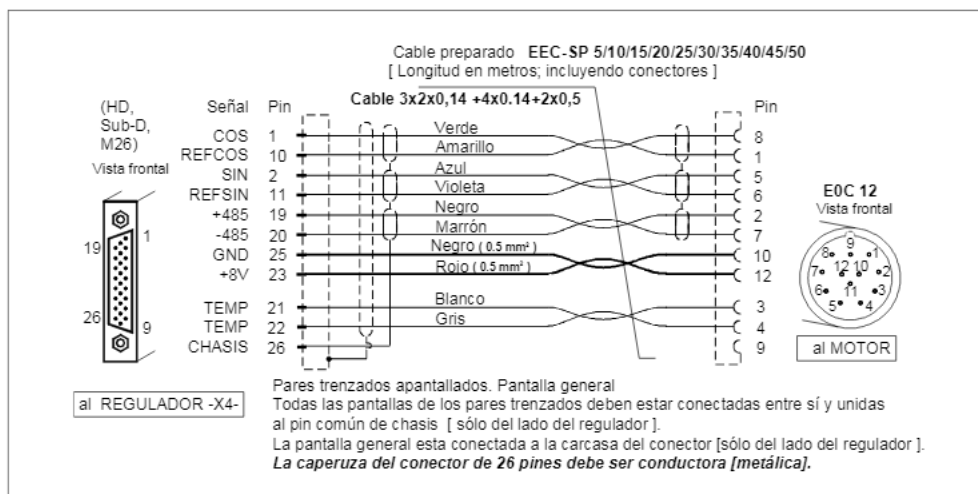 Cable preparado EEC-SP 5/10/15/20/25/30/35/40/45/50
[ Longitud en metros; incluyendo conectores ]
Cable 3x2x0,14 +4x0.14+2x0,5
(HD,
Sub-D,
M26)
Vista frontal
19
1
26
9
al REGULADOR -X4-
Señal Pin Pin
COS 1 Verde 8
REFCOS 10 Amarillo 1
SIN 2 Azul 5
REFSIN 11 Violeta 6
+485 19 Negro 2
-485 20 Marrón 7
GND 25 Negro ( 0.5 mm² ) 10
+8V 23 Rojo ( 0.5 mm² ) 12
TEMP 21 Blanco 3
TEMP 22 Gris 4
CHASIS 26 9
E0C 12
Vista frontal
9
8 1
7 12 10 2
6 11 3
5 4
al MOTOR
Pares trenzados apantallados. Pantalla general
Todas las pantallas de los pares trenzados deben estar conectadas entre sí y unidas
al pin común de chasis [ sólo del lado del regulador ].
La pantalla general esta conectada a la carcasa del conector [sólo del lado del regulador ].
La caperuza del conector de 26 pines debe ser conductora [metálica].